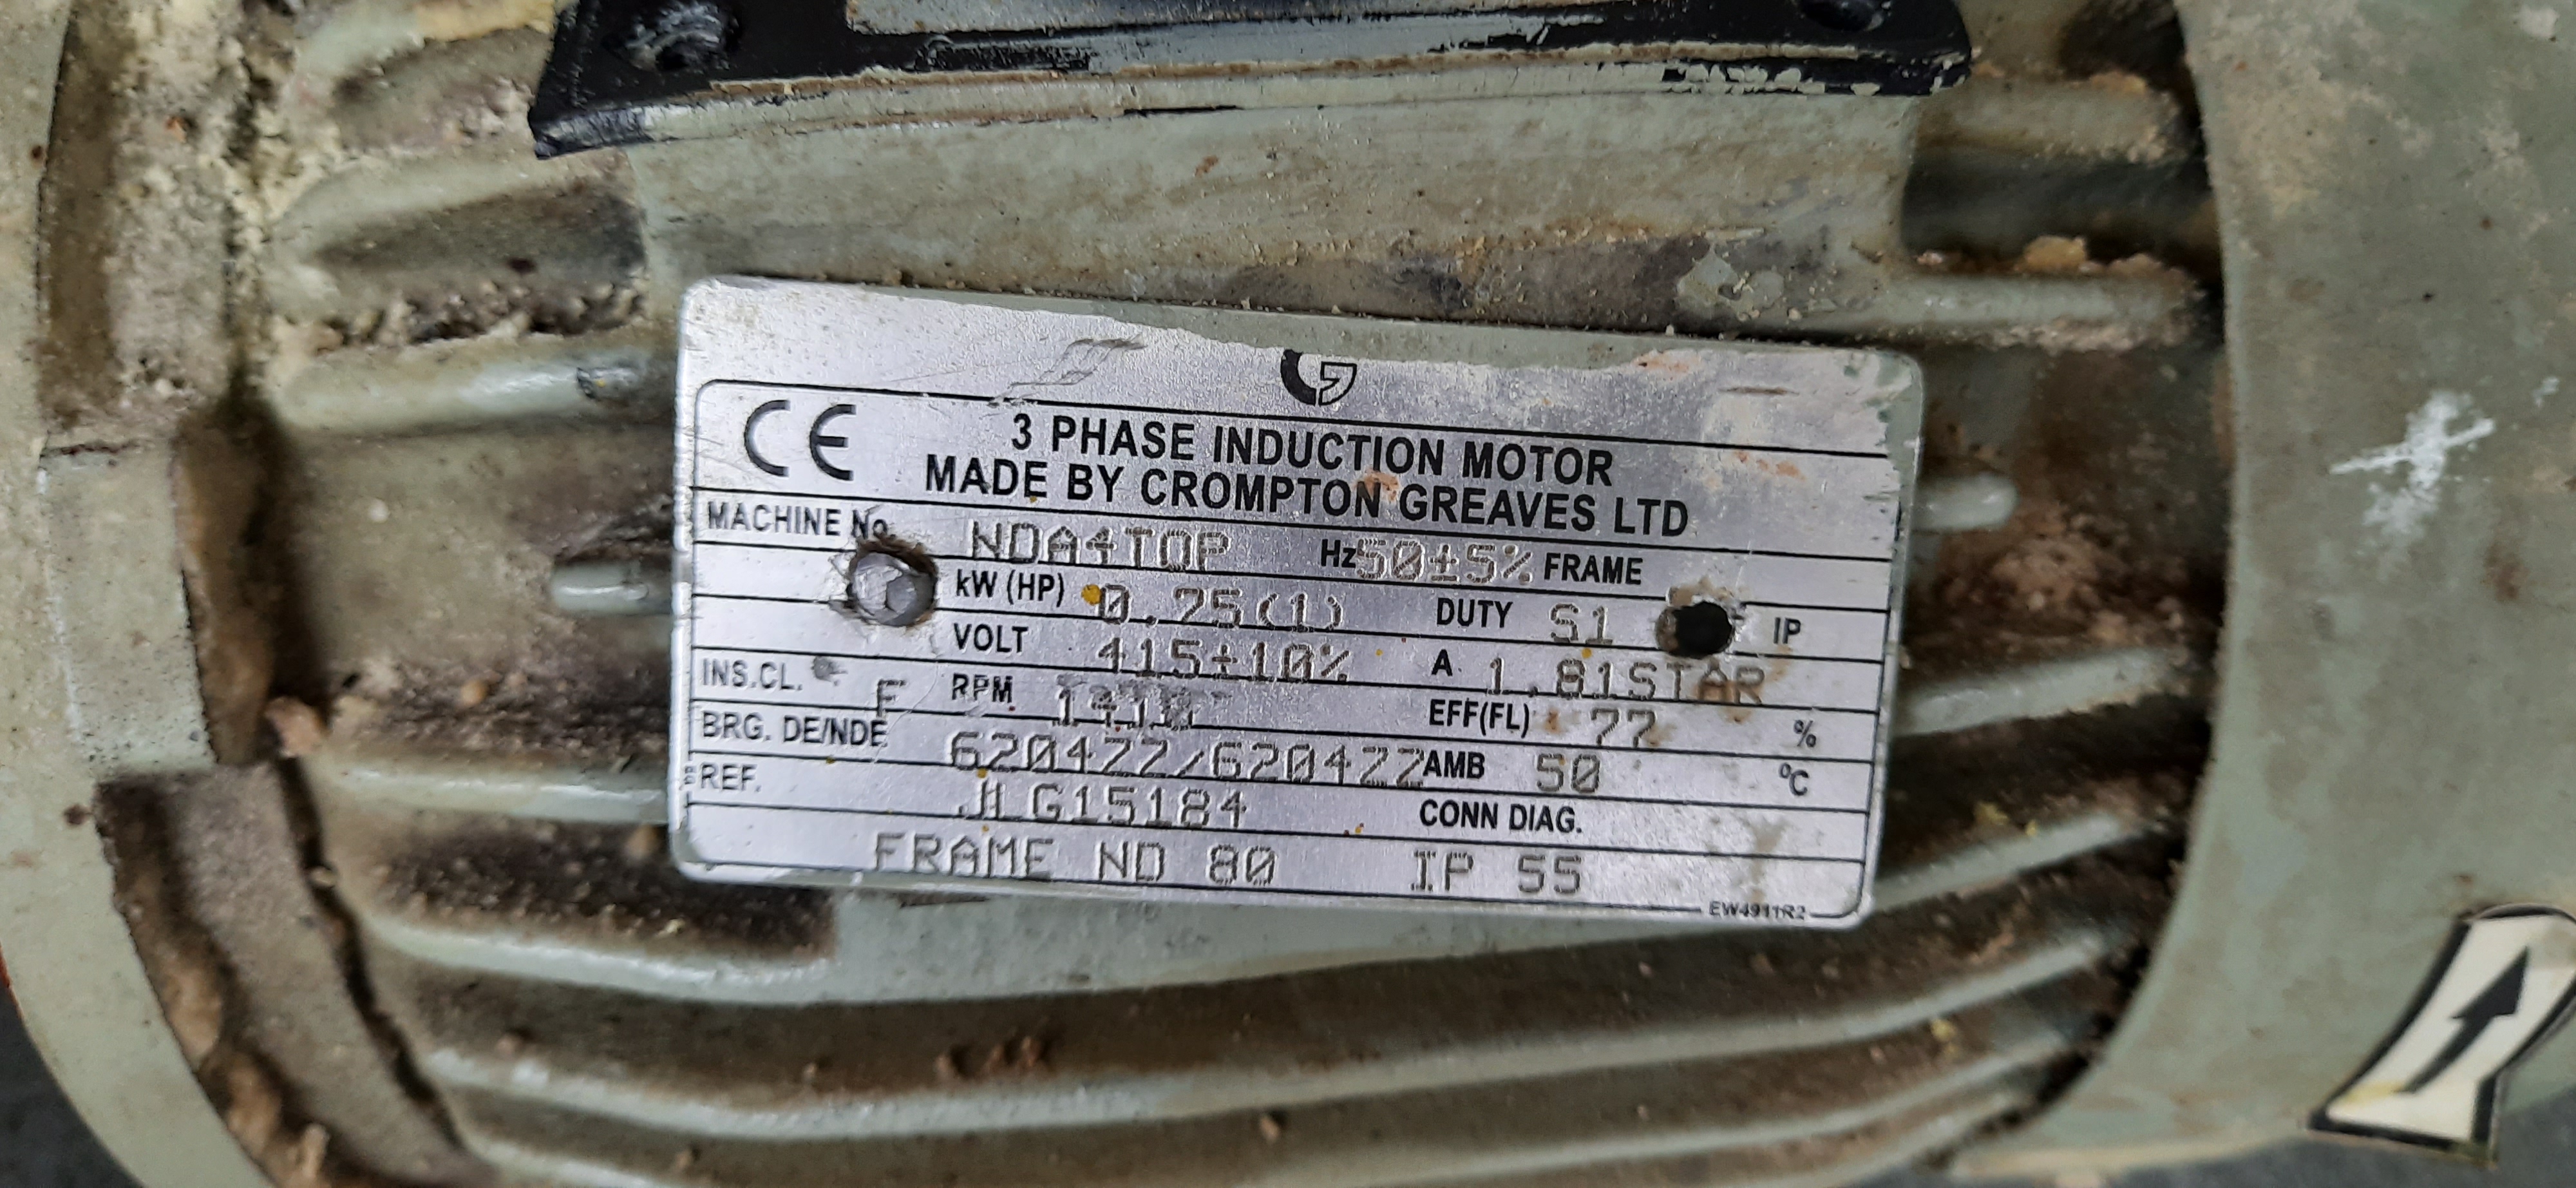 CE
3 PHASE INDUCTION MOTOR
MADE BY CROMPTON GREAVES LTD
MACHINE No. NDA4TOP Hz 50±5% FRAME
kW (HP) 0.75(1) DUTY S1 IP
VOLT 415±10% A 1.81STAR
INS.CL. F RPM EFF(FL) 77 %
BRG. DE/NDE 6204ZZ/6204ZZ AMB 50 °C
REF. JLG15184 CONN DIAG.
FRAME ND 80 IP 55
EW4911R2